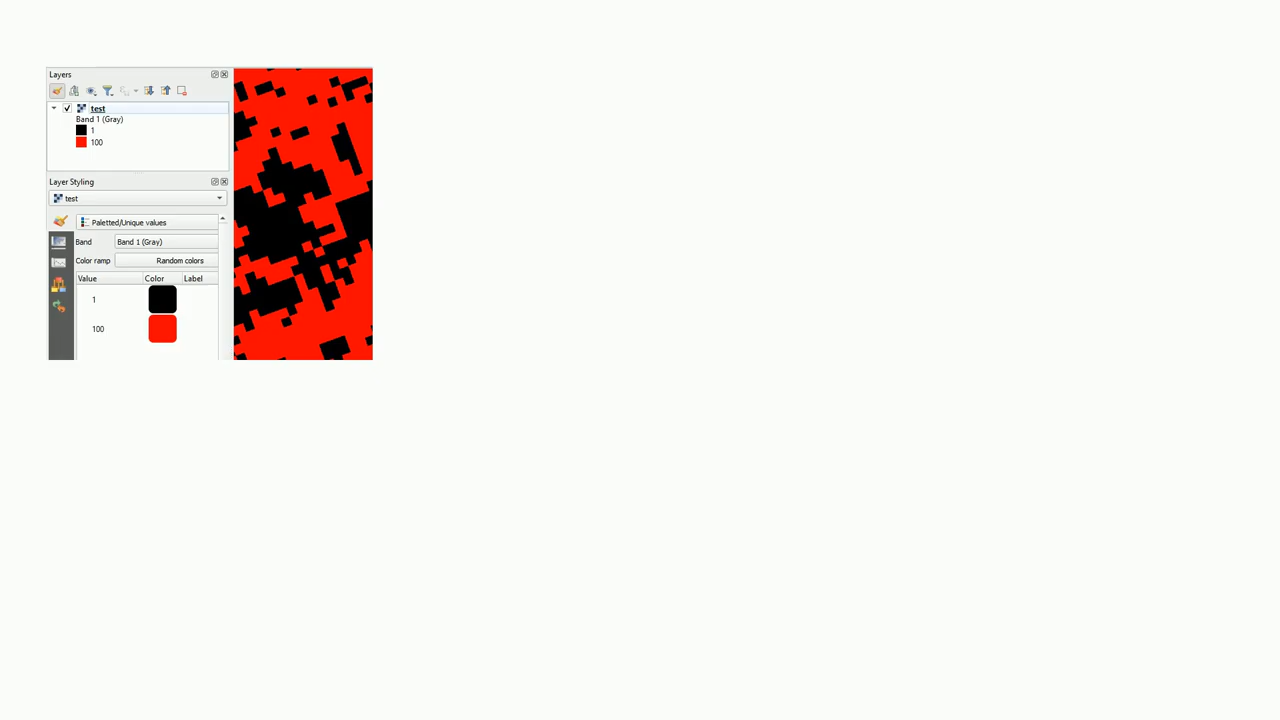 Layers
test
Band 1 (Gray)
1
100
Layer Styling
test
Paletted/Unique values
Band Band 1 (Gray)
Color ramp Random colors
Value Color Label
1
100